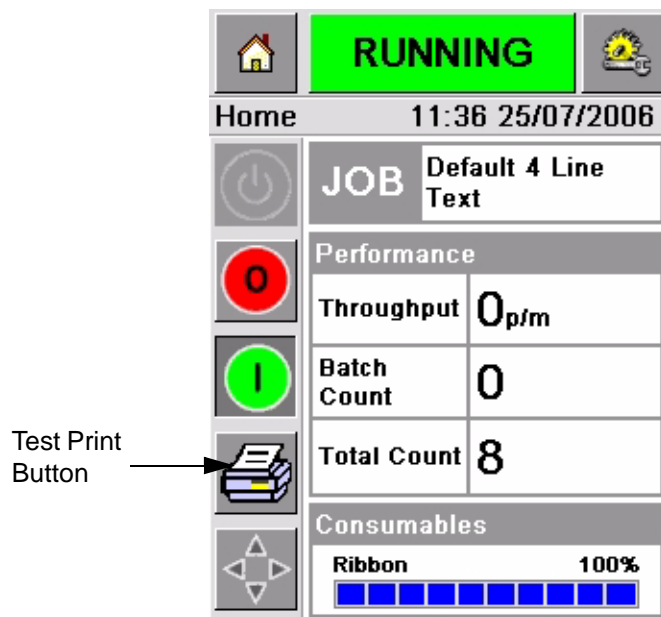 RUNNING
Home 11:36 25/07/2006
JOB Default 4 Line
Text
O
Performance
Throughput 0p/m
I
Batch
Count 0
Test Print
Button
Total Count 8
Consumables
Ribbon 100%